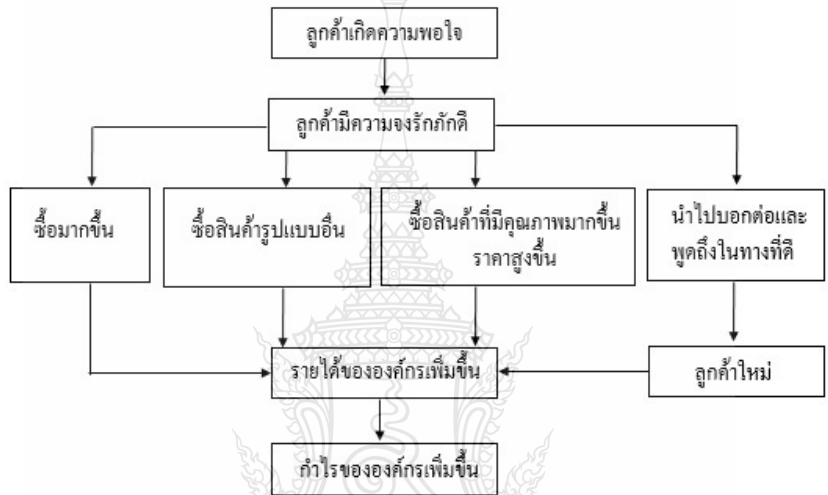 ลูกค้าเกิดความพอใจ
ลูกค้ามีความจงรักภักดี
ซื้อมากขึ้น
ซื้อสินค้ารูปแบบอื่น
ซื้อสินค้าที่มีคุณภาพมากขึ้น
ราคาสูงขึ้น
นำไปบอกต่อและ
พูดถึงในทางที่ดี
รายได้ขององค์กรเพิ่มขึ้น
ลูกค้าใหม่
กำไรขององค์กรเพิ่มขึ้น